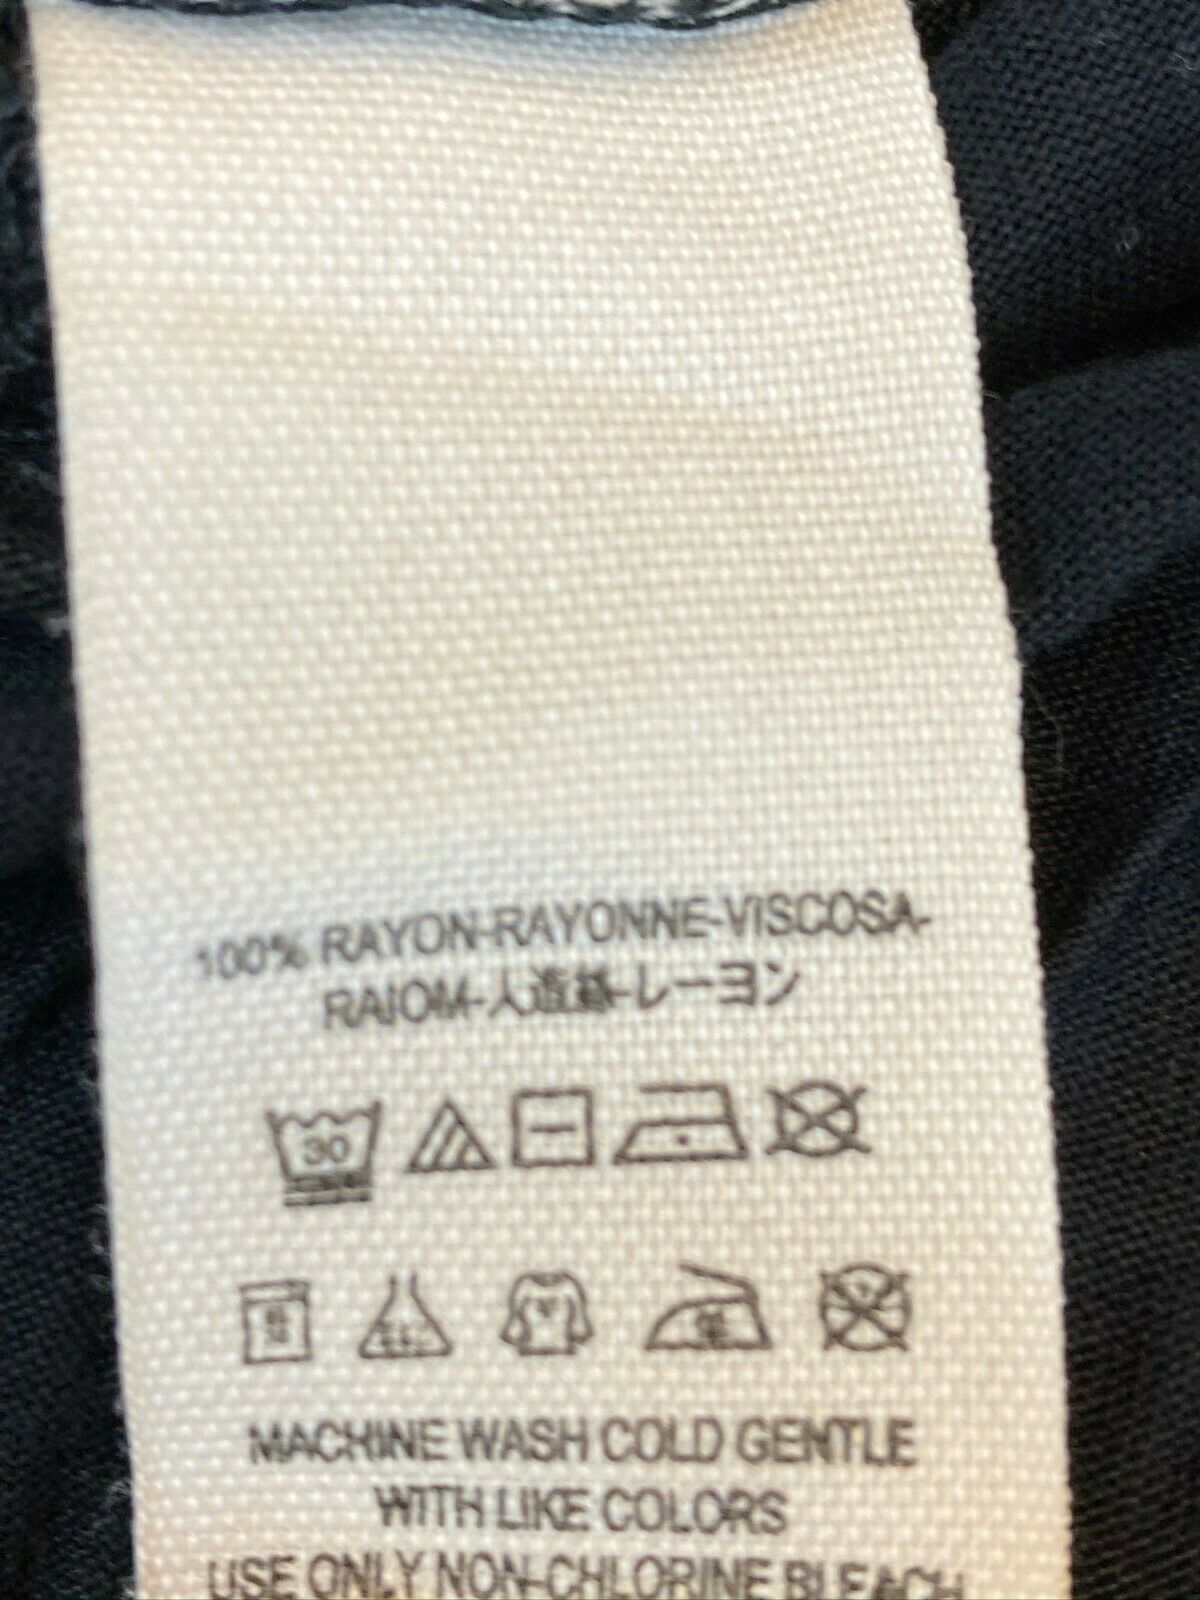 100% RAYON-RAYONNE-VISCOSA-
RAIOM-人造絲-レーヨン
30
MACHINE WASH COLD GENTLE
WITH LIKE COLORS
USE ONLY NON-CHLORINE BLEACH